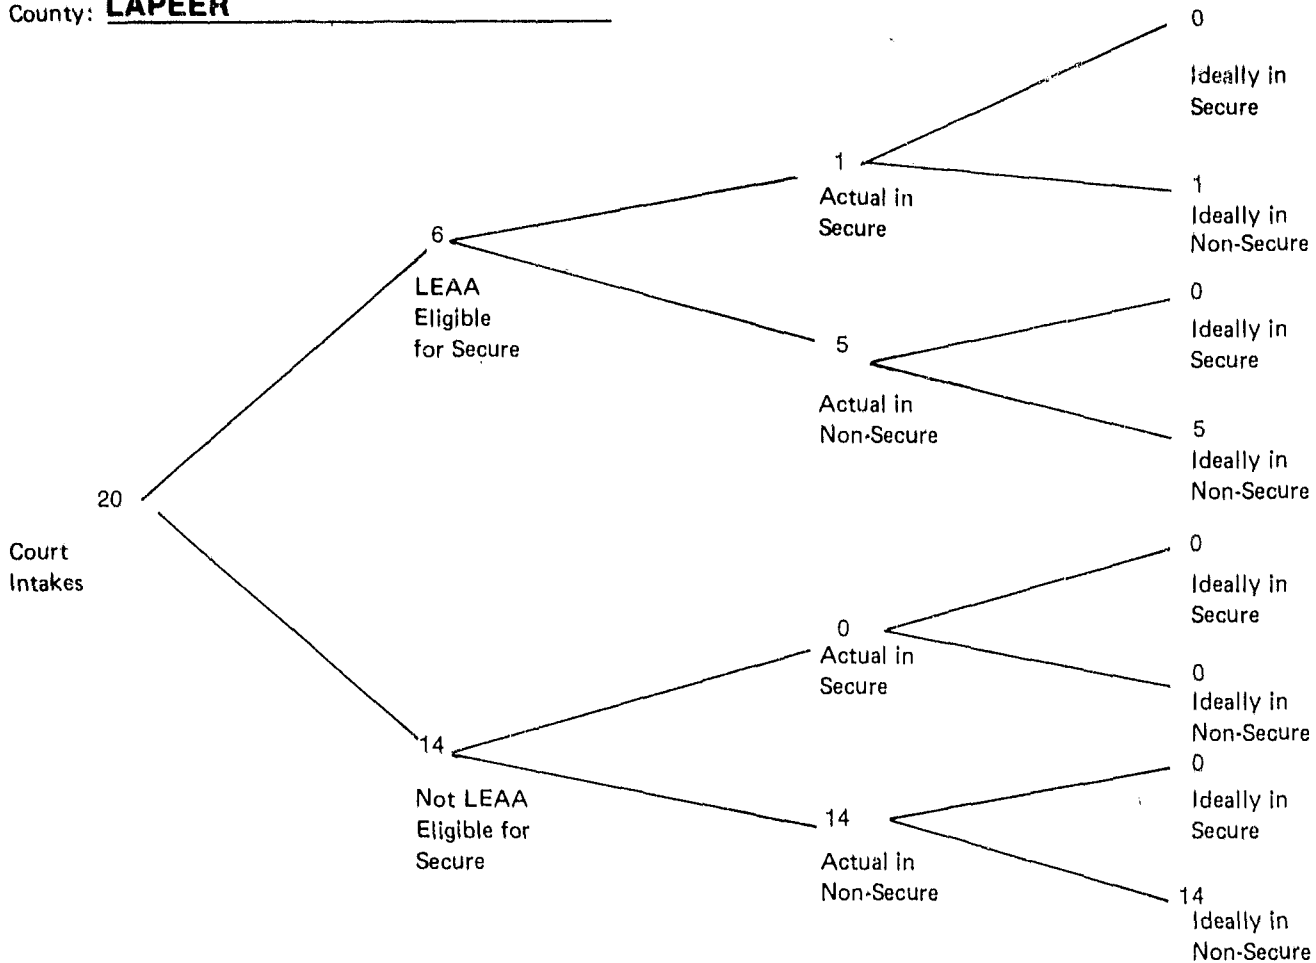 County: LAPEER
0
Ideally in
Secure
1
Actual in
Secure
1
Ideally in
Non-Secure
6
LEAA
Eligible
for Secure
0
Ideally in
Secure
5
Actual in
Non-Secure
5
Ideally in
Non-Secure
20
Court
Intakes
0
Ideally in
Secure
0
Actual in
Secure
0
Ideally in
Non-Secure
14
Not LEAA
Eligible for
Secure
0
Ideally in
Secure
14
Actual in
Non-Secure
14
Ideally in
Non-Secure